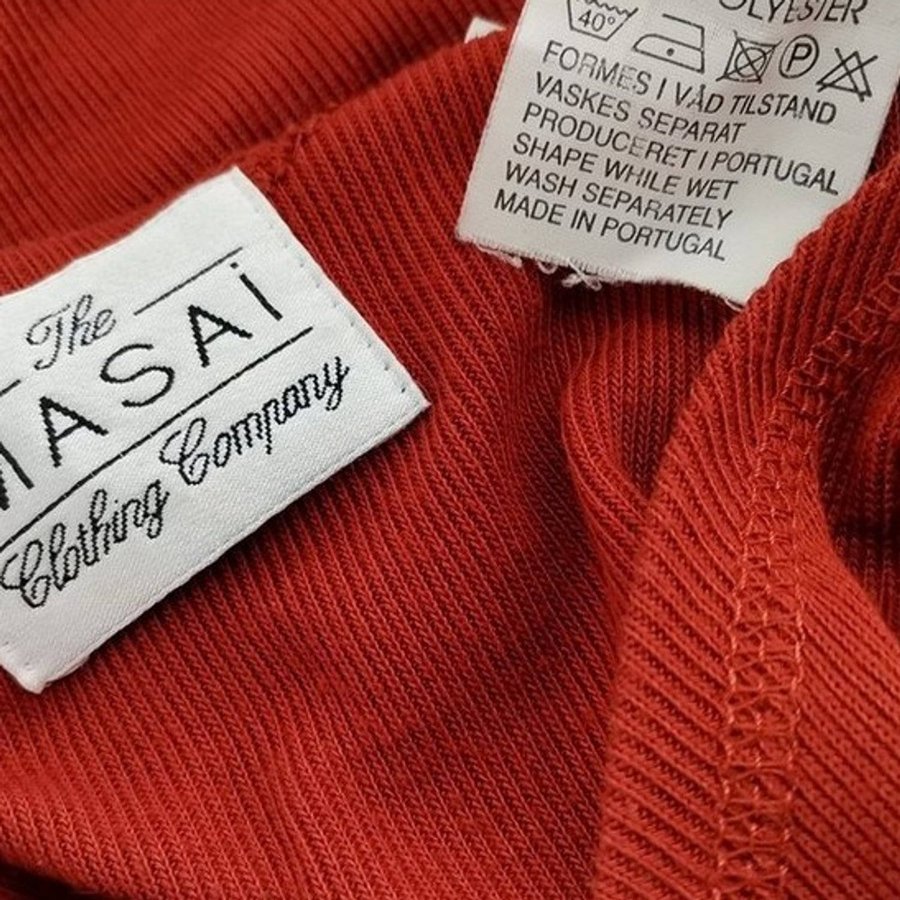 The
MASAi
Clothing Company
POLYESTER
40°
P
FORMES I VÅD TILSTAND
VASKES SEPARAT
PRODUCERET I PORTUGAL
SHAPE WHILE WET
WASH SEPARATELY
MADE IN PORTUGAL